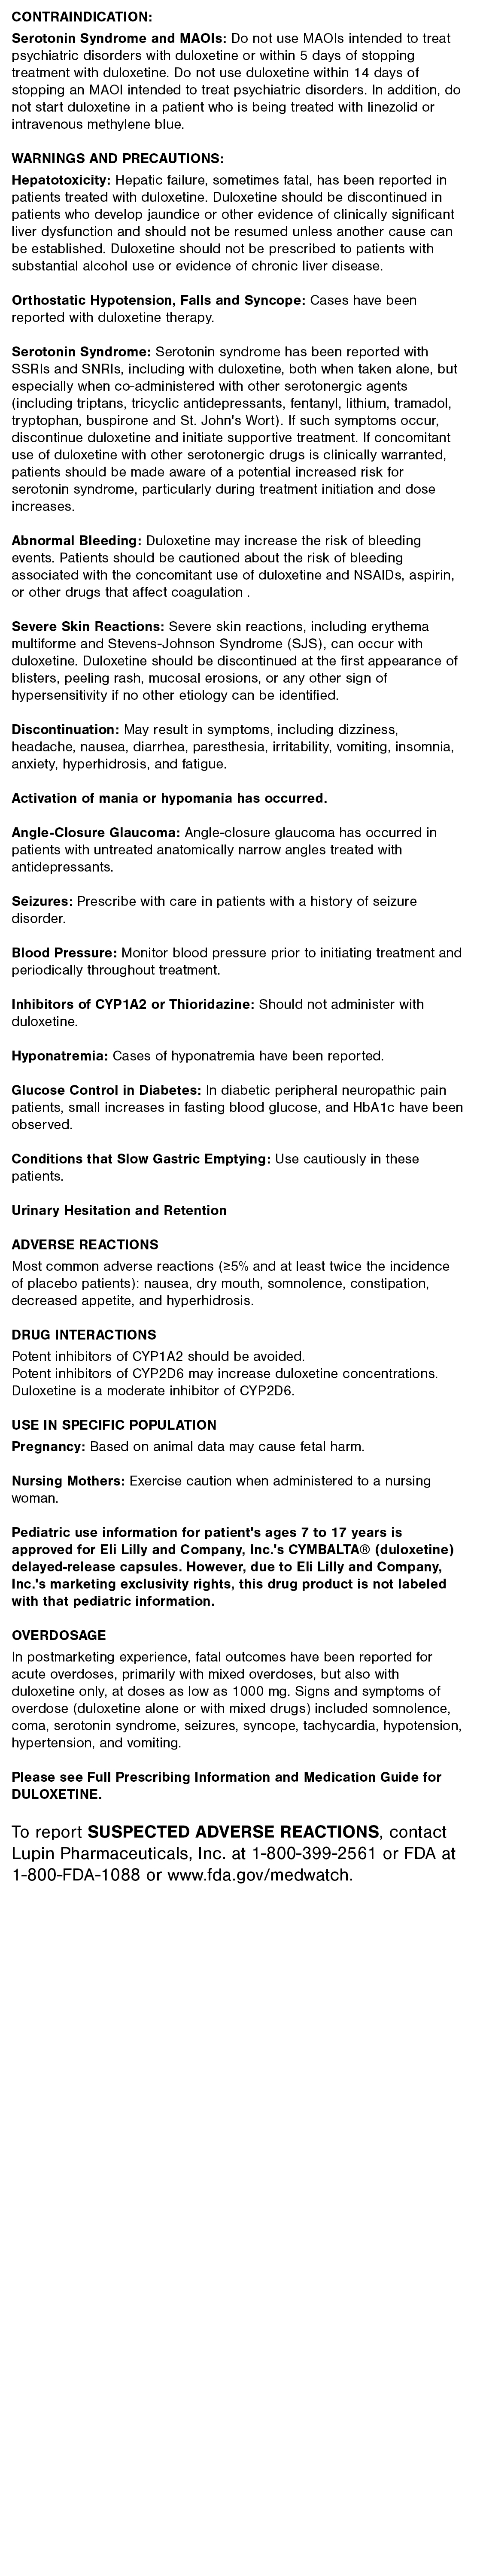 CONTRAINDICATION:
Serotonin Syndrome and MAOIs: Do not use MAOIs intended to treat
psychiatric disorders with duloxetine or within 5 days of stopping
treatment with duloxetine. Do not use duloxetine within 14 days of
stopping an MAOI intended to treat psychiatric disorders. In addition, do
not start duloxetine in a patient who is being treated with linezolid or
intravenous methylene blue.
WARNINGS AND PRECAUTIONS:
Hepatotoxicity: Hepatic failure, sometimes fatal, has been reported in
patients treated with duloxetine. Duloxetine should be discontinued in
patients who develop jaundice or other evidence of clinically significant
liver dysfunction and should not be resumed unless another cause can
be established. Duloxetine should not be prescribed to patients with
substantial alcohol use or evidence of chronic liver disease.
Orthostatic Hypotension, Falls and Syncope: Cases have been
reported with duloxetine therapy.
Serotonin Syndrome: Serotonin syndrome has been reported with
SSRIs and SNRIs, including with duloxetine, both when taken alone, but
especially when co-administered with other serotonergic agents
(including triptans, tricyclic antidepressants, fentanyl, lithium, tramadol,
tryptophan, buspirone and St. John's Wort). If such symptoms occur,
discontinue duloxetine and initiate supportive treatment. If concomitant
use of duloxetine with other serotonergic drugs is clinically warranted,
patients should be made aware of a potential increased risk for
serotonin syndrome, particularly during treatment initiation and dose
increases.
Abnormal Bleeding: Duloxetine may increase the risk of bleeding
events. Patients should be cautioned about the risk of bleeding
associated with the concomitant use of duloxetine and NSAIDs, aspirin,
or other drugs that affect coagulation .
Severe Skin Reactions: Severe skin reactions, including erythema
multiforme and Stevens-Johnson Syndrome (SJS), can occur with
duloxetine. Duloxetine should be discontinued at the first appearance of
blisters, peeling rash, mucosal erosions, or any other sign of
hypersensitivity if no other etiology can be identified.
Discontinuation: May result in symptoms, including dizziness,
headache, nausea, diarrhea, paresthesia, irritability, vomiting, insomnia,
anxiety, hyperhidrosis, and fatigue.
Activation of mania or hypomania has occurred.
Angle-Closure Glaucoma: Angle-closure glaucoma has occurred in
patients with untreated anatomically narrow angles treated with
antidepressants.
Seizures: Prescribe with care in patients with a history of seizure
disorder.
Blood Pressure: Monitor blood pressure prior to initiating treatment and
periodically throughout treatment.
Inhibitors of CYP1A2 or Thioridazine: Should not administer with
duloxetine.
Hyponatremia: Cases of hyponatremia have been reported.
Glucose Control in Diabetes: In diabetic peripheral neuropathic pain
patients, small increases in fasting blood glucose, and HbA1c have been
observed.
Conditions that Slow Gastric Emptying: Use cautiously in these
patients.
Urinary Hesitation and Retention
ADVERSE REACTIONS
Most common adverse reactions (≥5% and at least twice the incidence
of placebo patients): nausea, dry mouth, somnolence, constipation,
decreased appetite, and hyperhidrosis.
DRUG INTERACTIONS
Potent inhibitors of CYP1A2 should be avoided.
Potent inhibitors of CYP2D6 may increase duloxetine concentrations.
Duloxetine is a moderate inhibitor of CYP2D6.
USE IN SPECIFIC POPULATION
Pregnancy: Based on animal data may cause fetal harm.
Nursing Mothers: Exercise caution when administered to a nursing
woman.
Pediatric use information for patient's ages 7 to 17 years is
approved for Eli Lilly and Company, Inc.'s CYMBALTA® (duloxetine)
delayed-release capsules. However, due to Eli Lilly and Company,
Inc.'s marketing exclusivity rights, this drug product is not labeled
with that pediatric information.
OVERDOSAGE
In postmarketing experience, fatal outcomes have been reported for
acute overdoses, primarily with mixed overdoses, but also with
duloxetine only, at doses as low as 1000 mg. Signs and symptoms of
overdose (duloxetine alone or with mixed drugs) included somnolence,
coma, serotonin syndrome, seizures, syncope, tachycardia, hypotension,
hypertension, and vomiting.
Please see Full Prescribing Information and Medication Guide for
DULOXETINE.
To report SUSPECTED ADVERSE REACTIONS, contact
Lupin Pharmaceuticals, Inc. at 1-800-399-2561 or FDA at
1-800-FDA-1088 or www.fda.gov/medwatch.